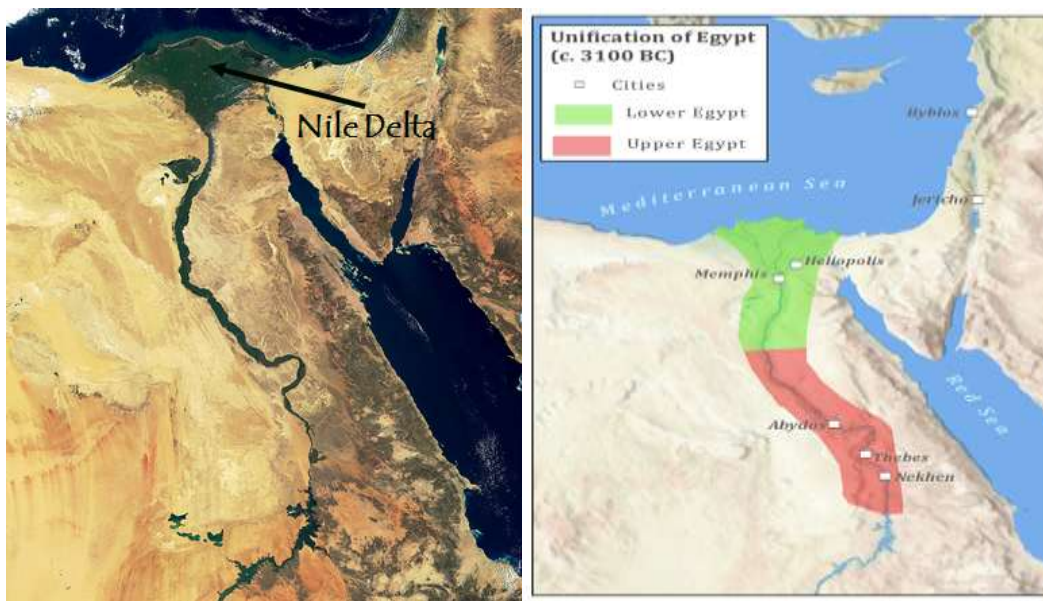 Nile Delta
Unification of Egypt
(c. 3100 BC)
Cities
Lower Egypt
Upper Egypt
Byblos
Mediterranean Sea
Jericho
Heliopolis
Memphis
Red Sea
Abydos
Thebes
Nekhen